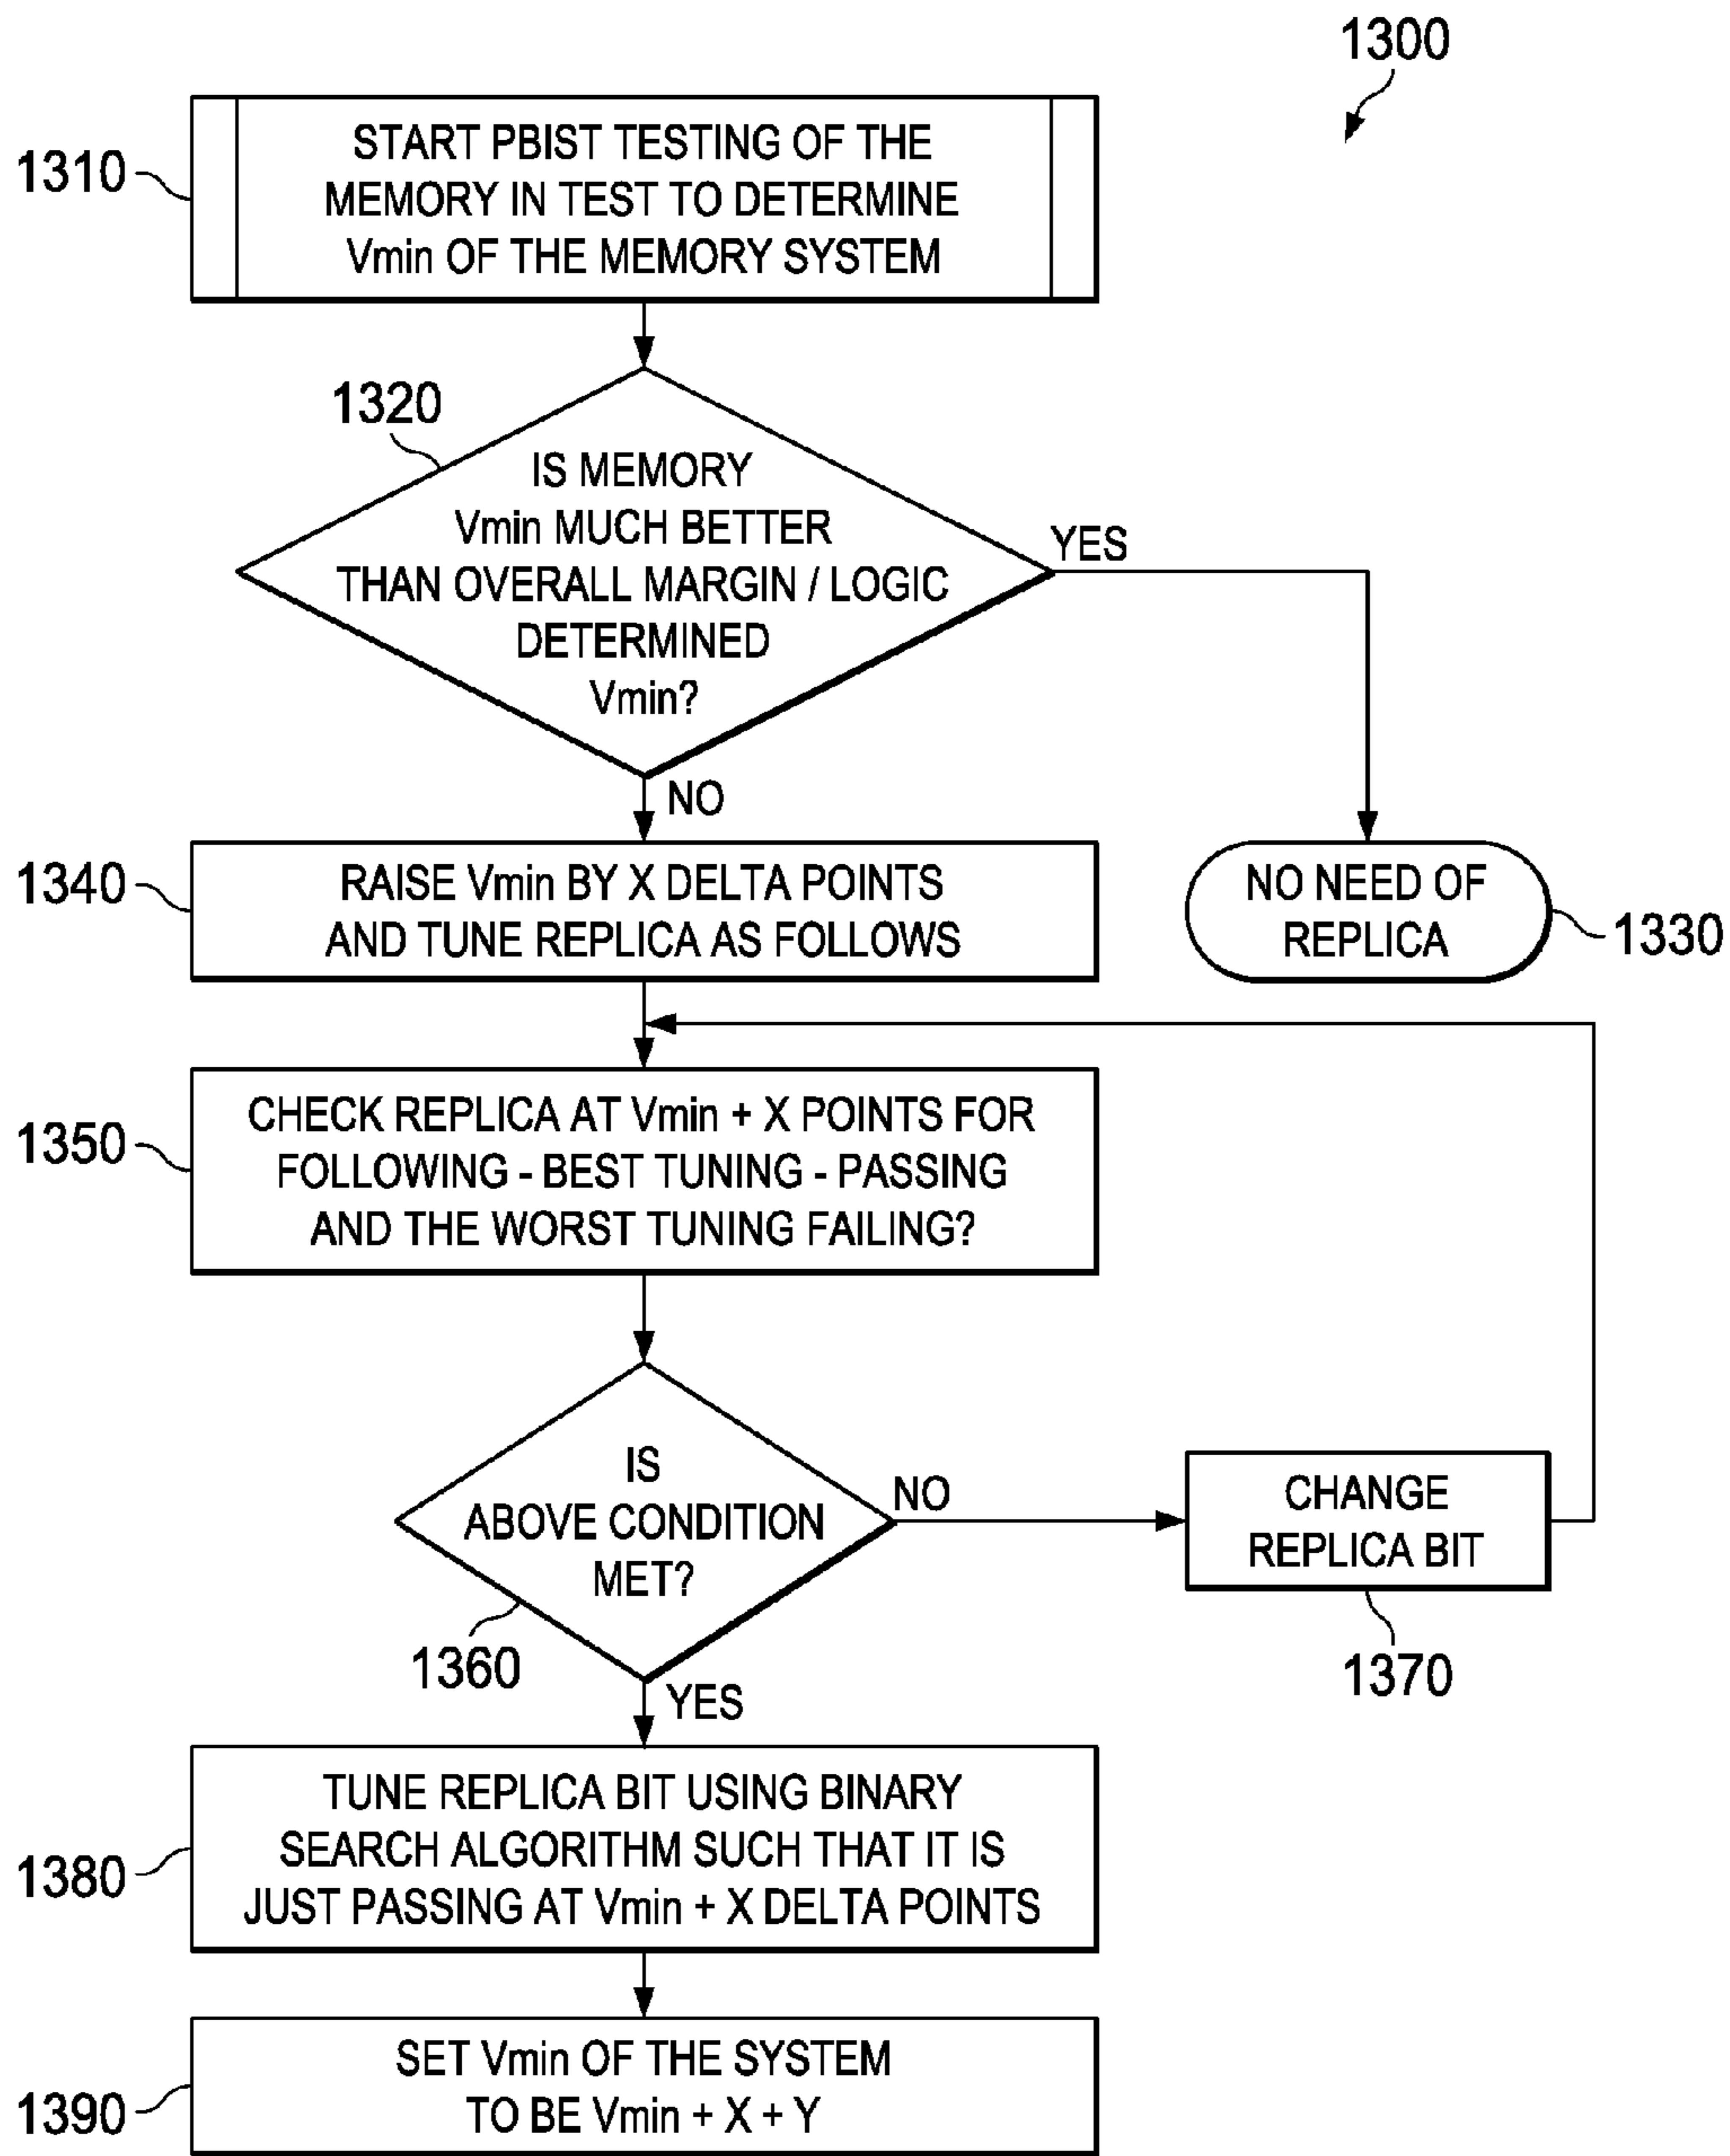 1300
1310
START PBIST TESTING OF THE
MEMORY IN TEST TO DETERMINE
Vmin OF THE MEMORY SYSTEM
1320
IS MEMORY
Vmin MUCH BETTER
THAN OVERALL MARGIN / LOGIC
DETERMINED
Vmin?
YES
NO
1340
RAISE Vmin BY X DELTA POINTS
AND TUNE REPLICA AS FOLLOWS
NO NEED OF
REPLICA
1330
1350
CHECK REPLICA AT Vmin + X POINTS FOR
FOLLOWING - BEST TUNING - PASSING
AND THE WORST TUNING FAILING?
IS
ABOVE CONDITION
MET?
NO
1360
CHANGE
REPLICA BIT
1370
YES
1380
TUNE REPLICA BIT USING BINARY
SEARCH ALGORITHM SUCH THAT IT IS
JUST PASSING AT Vmin + X DELTA POINTS
1390
SET Vmin OF THE SYSTEM
TO BE Vmin + X + Y